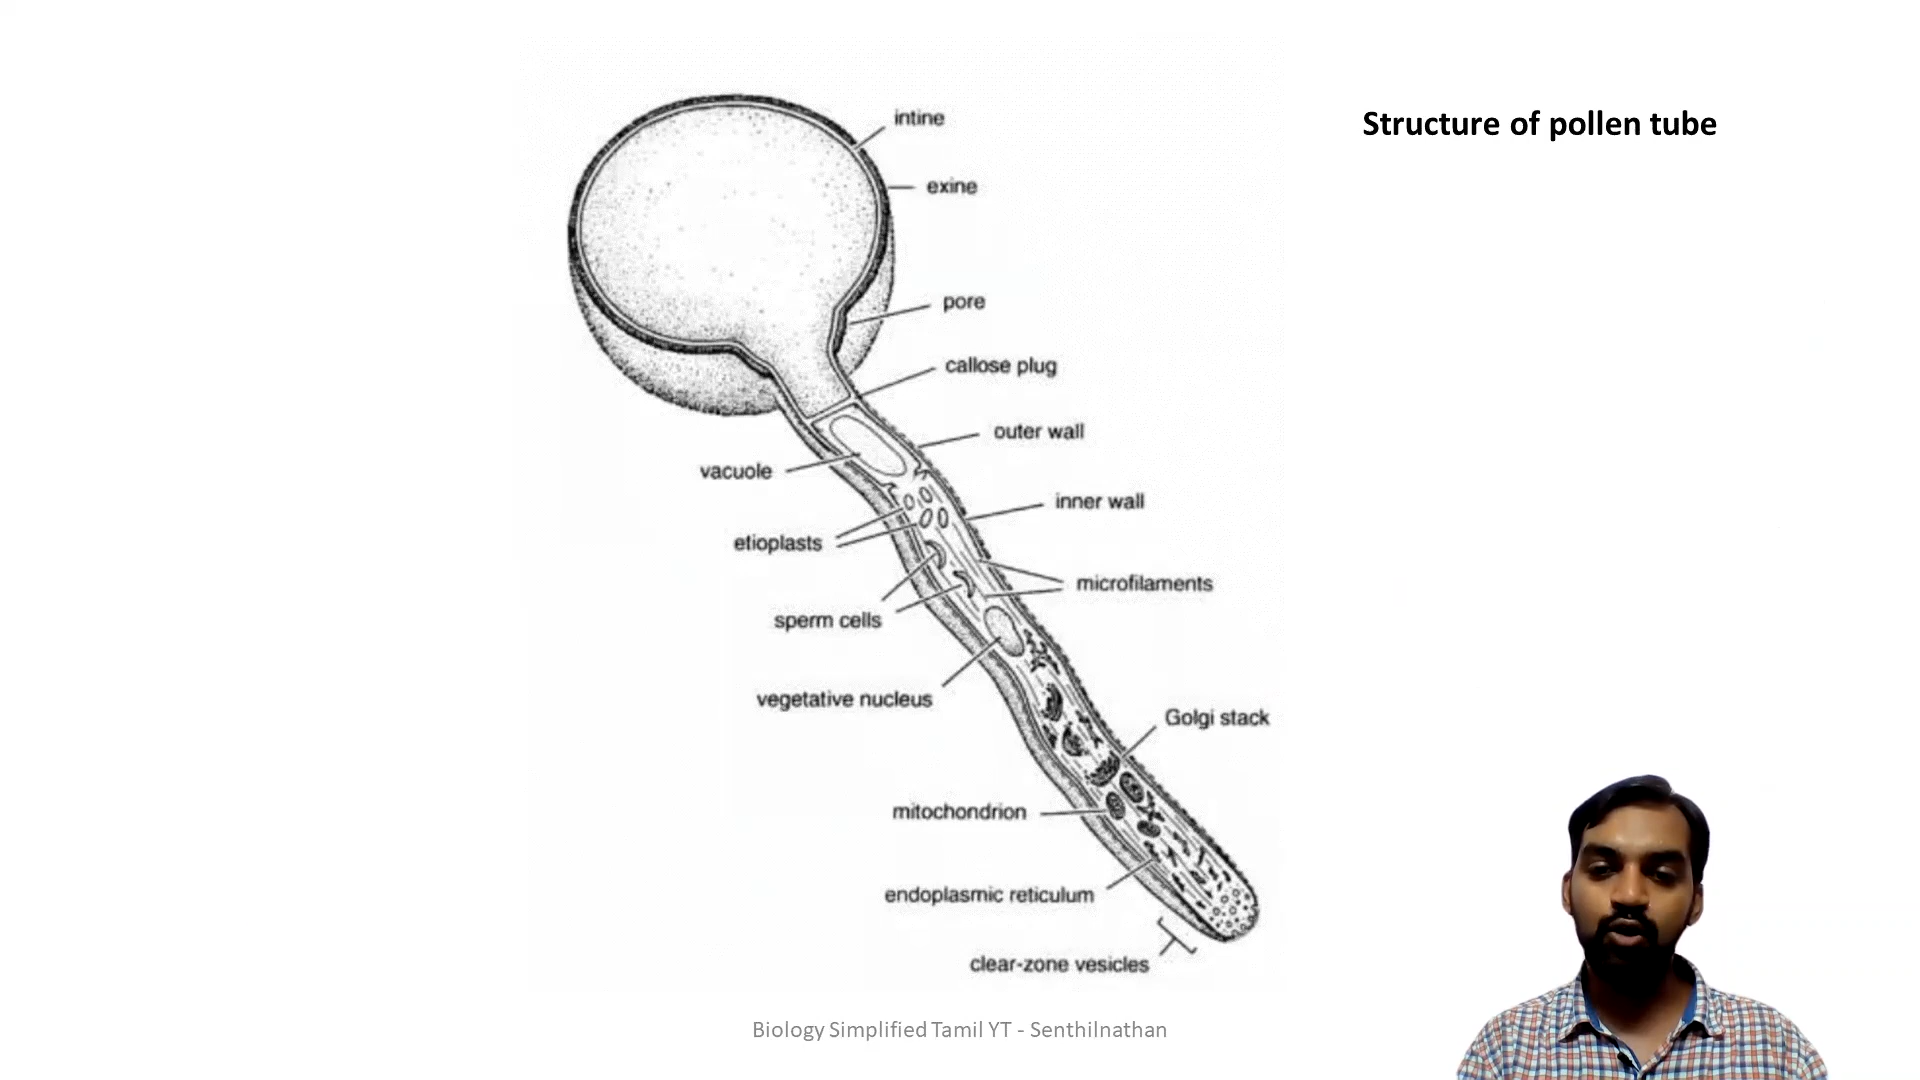 Structure of pollen tube
intine
exine
pore
callose plug
outer wall
vacuole
inner wall
etioplasts
microfilaments
sperm cells
vegetative nucleus
Golgi stack
mitochondrion
endoplasmic reticulum
clear-zone vesicles
Biology Simplified Tamil YT - Senthilnathan